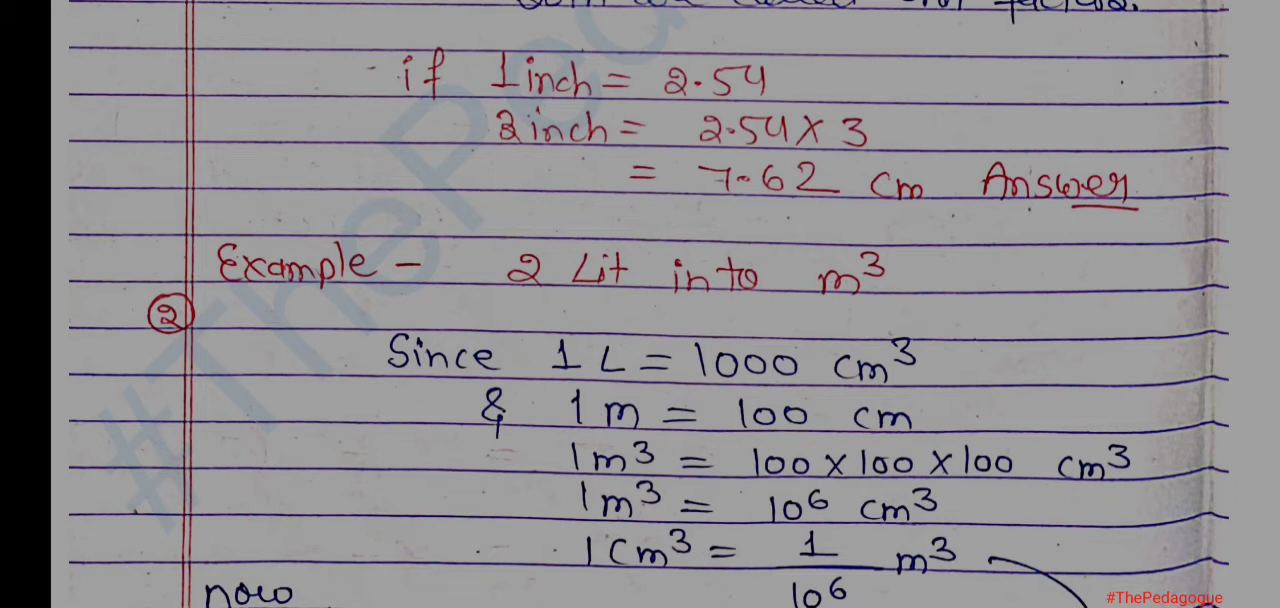 if 1 inch = 2.54
3 inch = 2.54 × 3
= 7.62 cm Answer
Example - 2 Lit into m³
②
Since 1 L = 1000 cm³
& 1 m = 100 cm
1 m³ = 100 × 100 × 100 cm³
1 m³ = 10⁶ cm³
1 cm³ = 1/10⁶ m³
now
#ThePedagogue